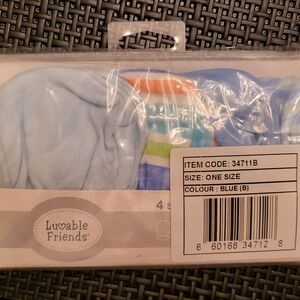 ITEM CODE: 34711B
SIZE: ONE SIZE
COLOUR : BLUE (B)
4
Luvable
Friends
6 60168 34712 8